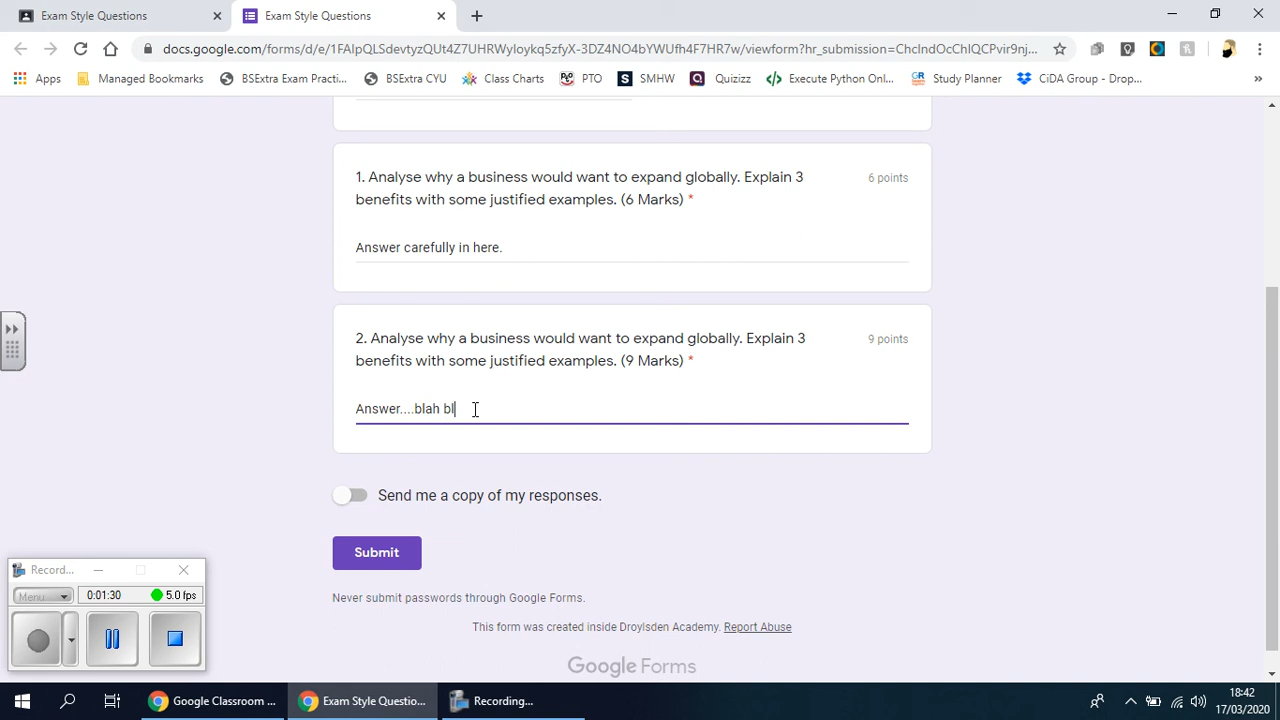 Exam Style Questions
Exam Style Questions
docs.google.com/forms/d/e/1FAIpQLSdevtyzQUt4Z7UHRWyloykq5zfyX-3DZ4NO4bYWUfh4F7HR7w/viewform?hr_submission=ChclndOcChIQCPvir9nj...
Apps
Managed Bookmarks
BSExtra Exam Practi...
BSExtra CYU
Class Charts
PTO
SMHW
Quizizz
Execute Python Onl...
Study Planner
CiDA Group - Drop...
»
1. Analyse why a business would want to expand globally. Explain 3
6 points
benefits with some justified examples. (6 Marks) *
Answer carefully in here.
2. Analyse why a business would want to expand globally. Explain 3
9 points
benefits with some justified examples. (9 Marks) *
Answer....blah bl
Send me a copy of my responses.
Submit
Never submit passwords through Google Forms.
This form was created inside Droylsden Academy. Report Abuse
Google Forms
Record...
Menu...
0:01:30
5.0 fps
Google Classroom ...
Exam Style Questio...
Recording...
18:42
17/03/2020